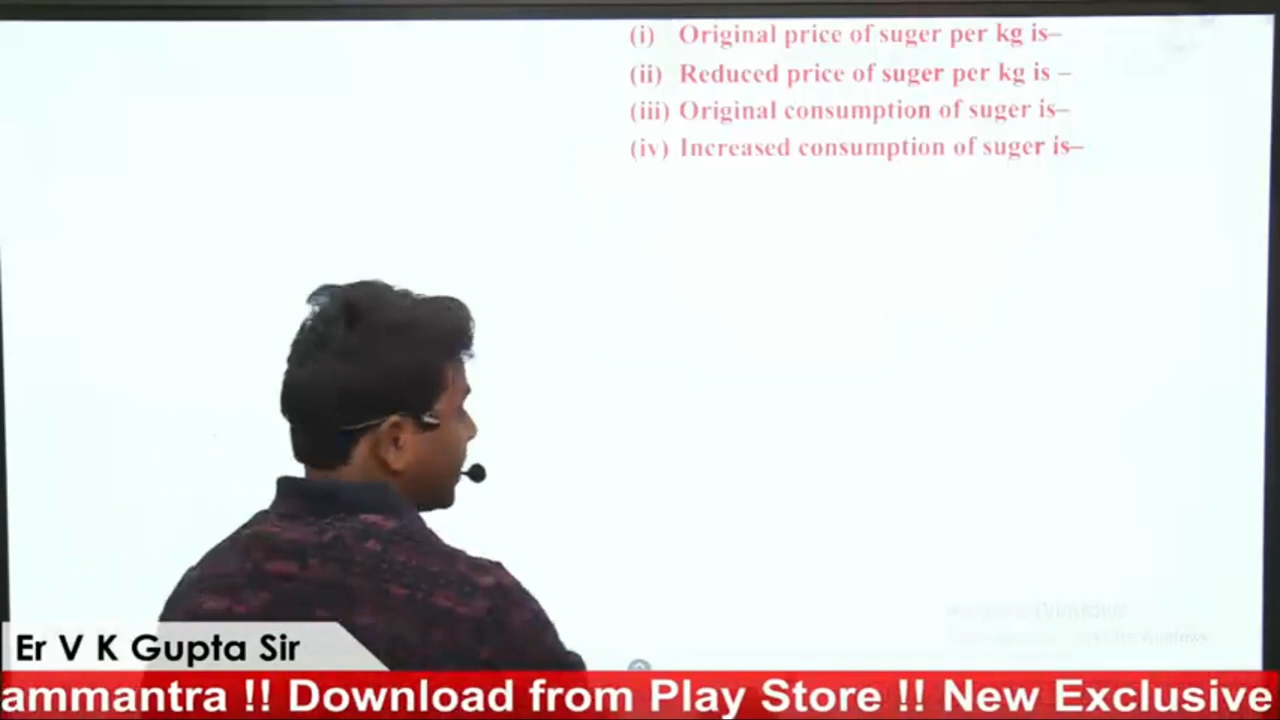 (i) Original price of suger per kg is–
(ii) Reduced price of suger per kg is –
(iii) Original consumption of suger is–
(iv) Increased consumption of suger is–
Er V K Gupta Sir
ammantra !! Download from Play Store !! New Exclusive